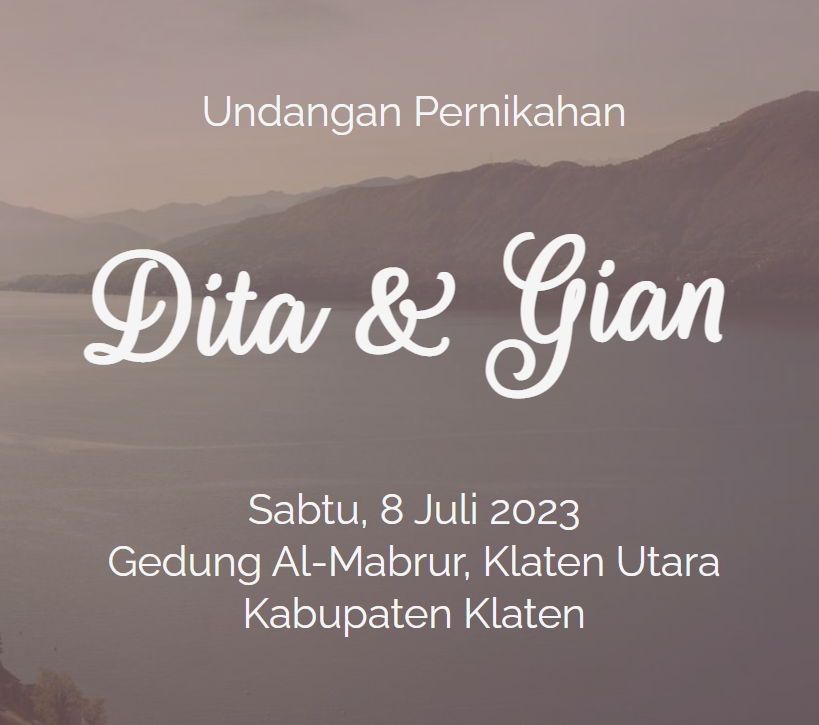 Undangan Pernikahan
Dita & Gian
Sabtu, 8 Juli 2023
Gedung Al-Mabrur, Klaten Utara
Kabupaten Klaten